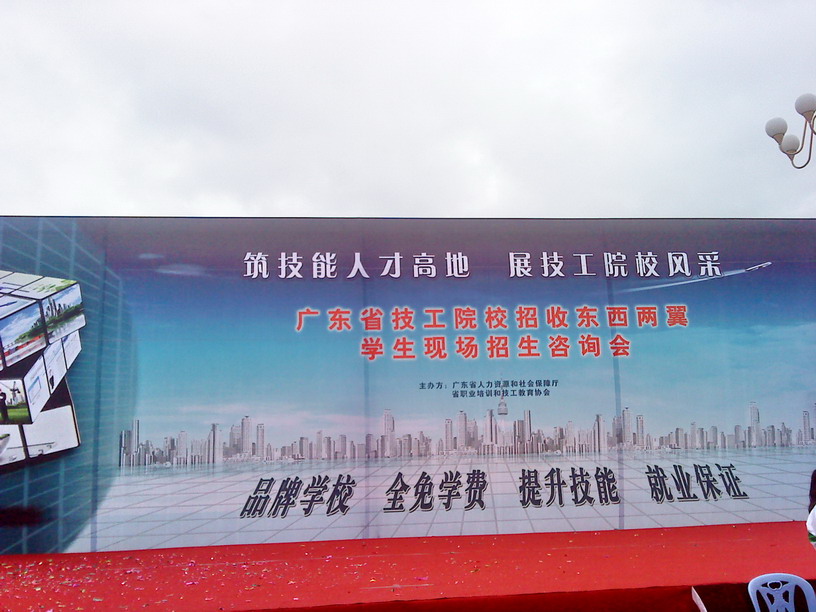 筑技能人才高地 展技工院校风采
广东省技工院校招收东西两翼
学生现场招生咨询会
主办方：广东省人力资源和社会保障厅
省职业培训和技工教育协会
品牌学校 全免学费 提升技能 就业保证